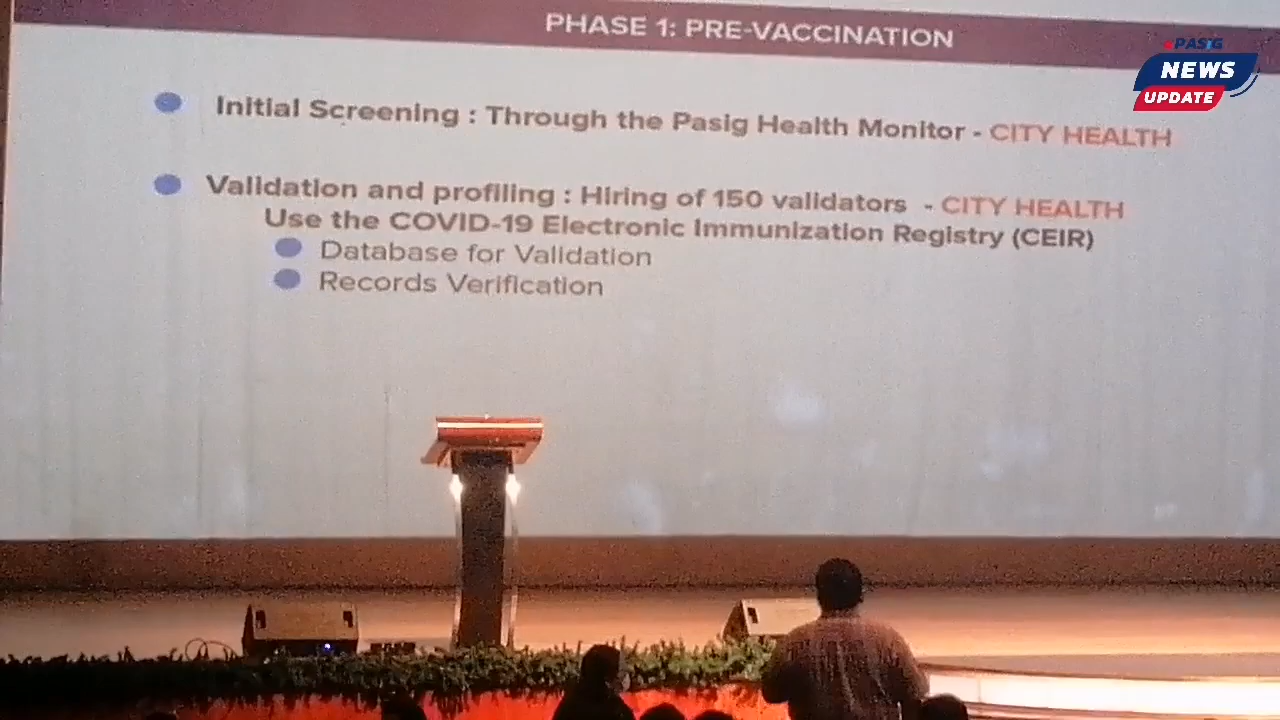 PHASE 1: PRE-VACCINATION
PASIG
NEWS
UPDATE
Initial Screening : Through the Pasig Health Monitor - CITY HEALTH
Validation and profiling : Hiring of 150 validators - CITY HEALTH
Use the COVID-19 Electronic Immunization Registry (CEIR)
Database for Validation
Records Verification